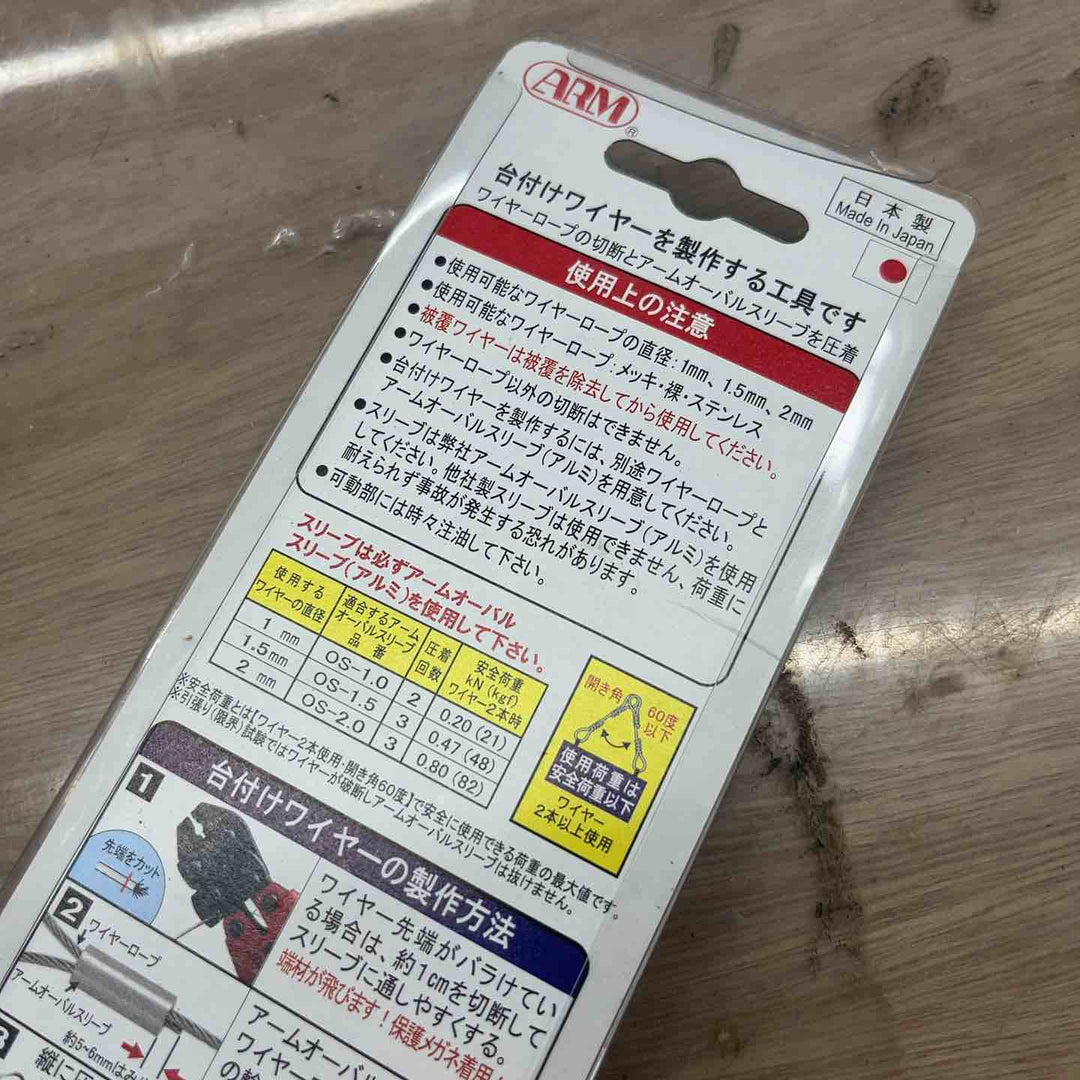 ARM®
日本製
Made In Japan
台付けワイヤーを製作する工具です
ワイヤーロープの切断とアームオーバルスリーブを圧着
使用上の注意
●使用可能なワイヤーロープの直径:1mm、1.5mm、2mm
●使用可能なワイヤーロープ:メッキ・裸・ステンレス
●被覆ワイヤーは被覆を除去してから使用してください。
●ワイヤーロープ以外の切断はできません。
●台付けワイヤーを製作するには、別途ワイヤーロープと
アームオーバルスリーブ(アルミ)を用意してください。
●スリーブは弊社アームオーバルスリーブ(アルミ)を使用
してください。他社製スリーブは使用できません、荷重に
耐えられず事故が発生する恐れがあります。
●可動部には時々注油して下さい。
スリーブは必ずアームオーバル
スリーブ(アルミ)を使用して下さい。
使用する
ワイヤーの直径
適合するアーム
オーバルスリーブ
品番
圧着
回数
安全荷重
kN (kgf)
ワイヤー2本時
1 mm OS-1.0 2 0.20 (21)
1.5mm OS-1.5 3 0.47 (48)
2 mm OS-2.0 3 0.80 (82)
開き角
60度
以下
使用荷重は
安全荷重以下
ワイヤー
2本以上使用
※安全荷重とは【ワイヤー2本使用・開き角60度】で安全に使用できる荷重の最大値です。
※引張り(限界)試験ではワイヤーが破断しアームオーバルスリーブは抜けません。
台付けワイヤーの製作方法
1
先端をカット
ワイヤー先端がバラけてい
る場合は、約1cmを切断して
スリーブに通しやすくする。
端材が飛びます!保護メガネ着用!
2
ワイヤーロープ
アームオーバルスリーブ
約5~6mmはみ
アームオーバル
ワイヤー
3
縦に